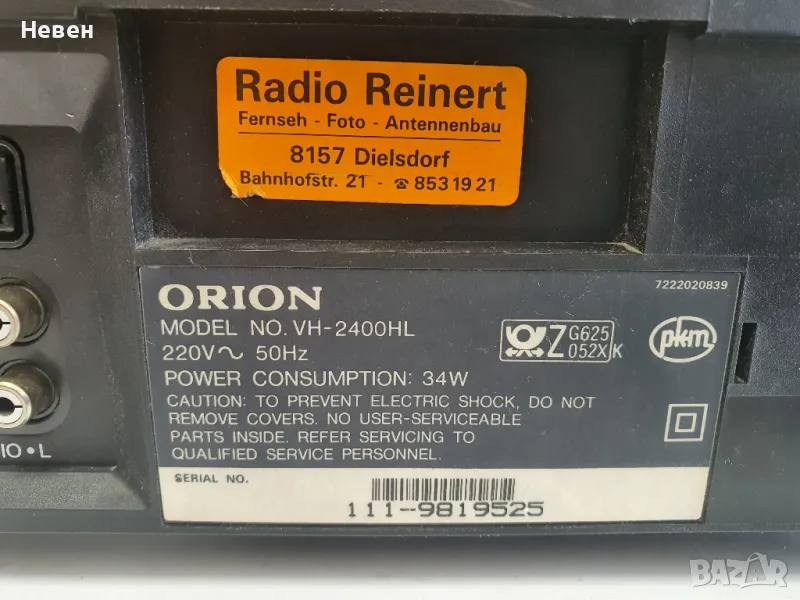 Невен
Radio Reinert
Fernseh - Foto - Antennenbau
8157 Dielsdorf
Bahnhofstr. 21 - ☎ 853 19 21
7222020839
ORION
MODEL NO. VH-2400HL
220V～ 50Hz
POWER CONSUMPTION: 34W
Z G625
052X K
pkm
CAUTION: TO PREVENT ELECTRIC SHOCK, DO NOT
REMOVE COVERS. NO USER-SERVICEABLE
PARTS INSIDE. REFER SERVICING TO
QUALIFIED SERVICE PERSONNEL.
IO • L
SERIAL NO.
111-9819525
BAZAR